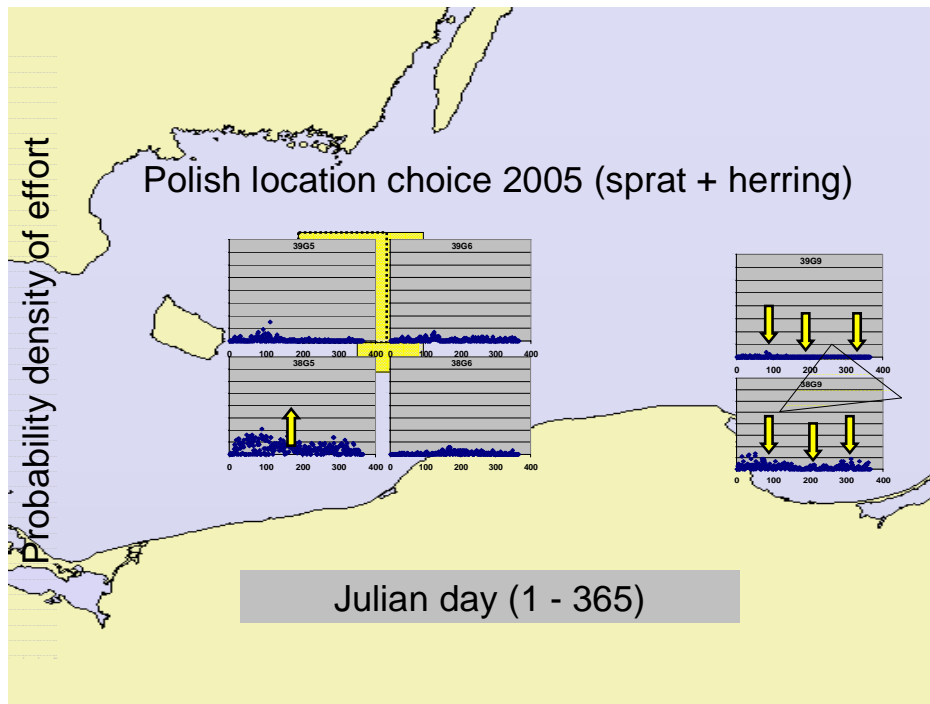 Probability density of effort
Polish location choice 2005 (sprat + herring)
39G5
0 100 200 300 400
39G6
0 100 200 300 400
38G5
0 100 200 300 400
38G6
0 100 200 300 400
39G9
0 100 200 300 400
38G9
0 100 200 300 400
Julian day (1 - 365)